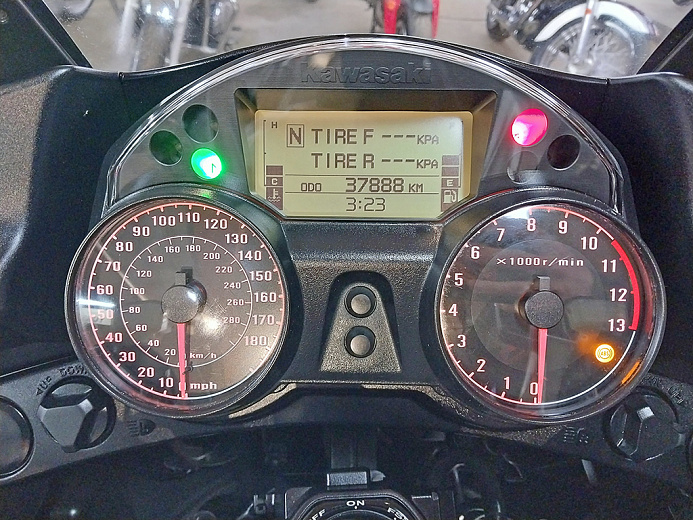 Kawasaki
H N TIRE F ---KPA
TIRE R ---KPA
C ODO 37888 KM E
3:23
10 20 30 40 50 60 70 80 90 100 110 120 130 140 150 160 170 180
20 40 60 80 100 120 140 160 180 200 220 240 260 280
km/h
mph
0 1 2 3 4 5 6 7 8 9 10 11 12 13
×1000r/min
UP DOWN
ON